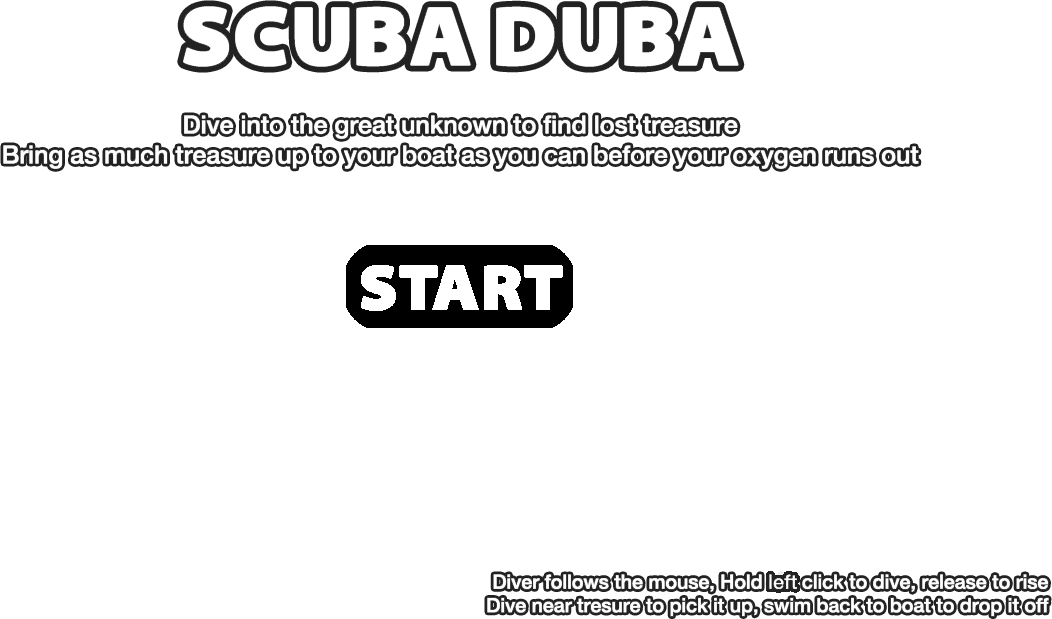 SCUBA DUBA
Dive into the great unknown to find lost treasure
Bring as much treasure up to your boat as you can before your oxygen runs out
START
Diver follows the mouse, Hold left click to dive, release to rise
Dive near tresure to pick it up, swim back to boat to drop it off